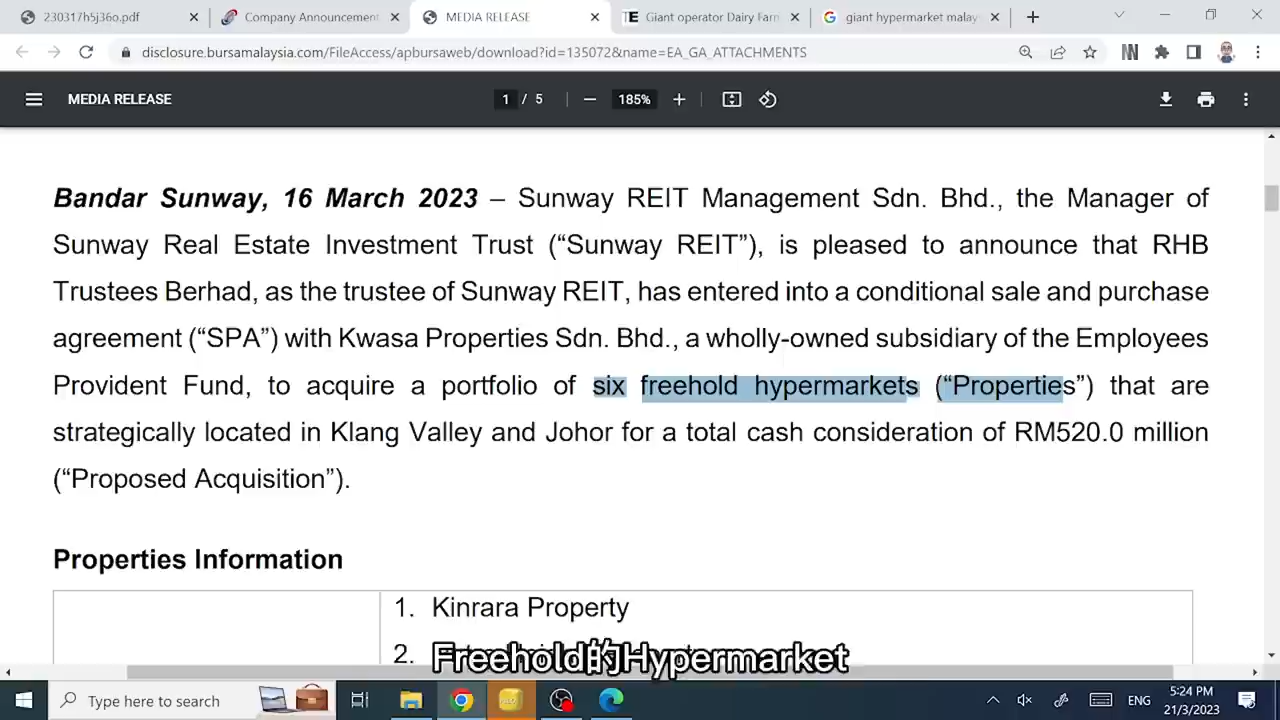 230317h5j36o.pdf
Company Announcement
MEDIA RELEASE
Giant operator Dairy Farm
giant hypermarket malay
disclosure.bursamalaysia.com/FileAccess/apbursaweb/download?id=135072&name=EA_GA_ATTACHMENTS
MEDIA RELEASE
1 / 5
185%
Bandar Sunway, 16 March 2023 – Sunway REIT Management Sdn. Bhd., the Manager of
Sunway Real Estate Investment Trust (“Sunway REIT”), is pleased to announce that RHB
Trustees Berhad, as the trustee of Sunway REIT, has entered into a conditional sale and purchase
agreement (“SPA”) with Kwasa Properties Sdn. Bhd., a wholly-owned subsidiary of the Employees
Provident Fund, to acquire a portfolio of six freehold hypermarkets (“Properties”) that are
strategically located in Klang Valley and Johor for a total cash consideration of RM520.0 million
(“Proposed Acquisition”).
Properties Information
1. Kinrara Property
2.
Freehold的Hypermarket
Type here to search
ENG
5:24 PM
21/3/2023